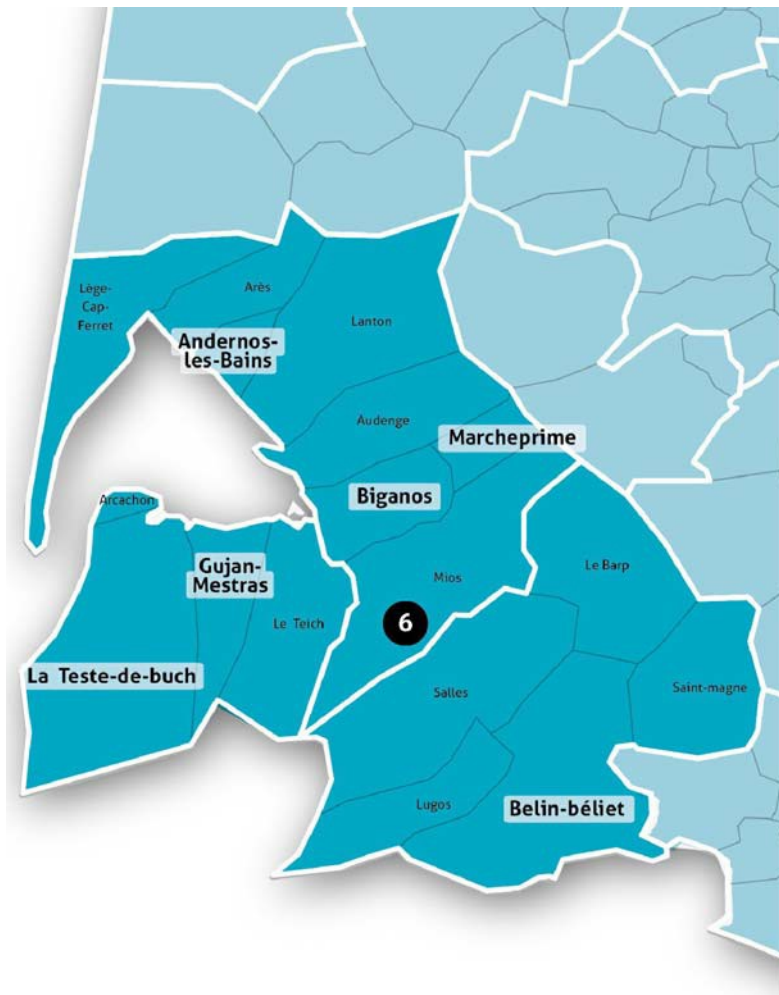 Lège-
Cap-
Ferret
Arès
Lanton
Andernos-
les-Bains
Audenge
Marcheprime
Biganos
Arcachon
Gujan-
Mestras
Mios
Le Barp
6
Le Teich
La Teste-de-buch
Salles
Saint-magne
Lugos
Belin-béliet